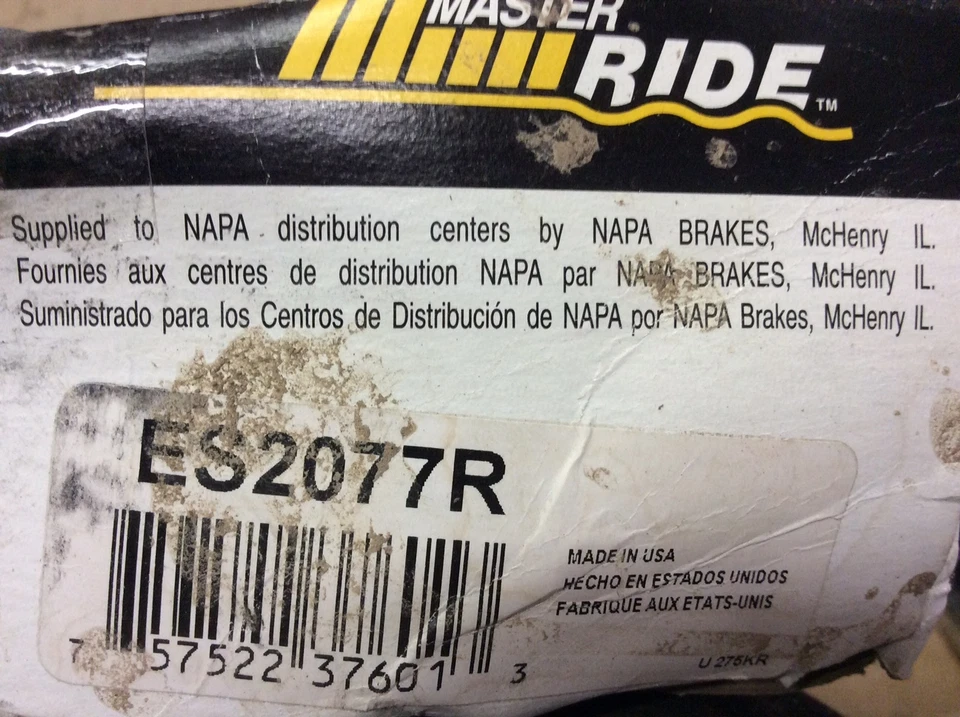 MASTER
RIDE™
Supplied to NAPA distribution centers by NAPA BRAKES, McHenry IL.
Fournies aux centres de distribution NAPA par NAPA BRAKES, McHenry IL.
Suministrado para los Centros de Distribución de NAPA por NAPA Brakes, McHenry IL.
ES2077R
MADE IN USA
HECHO EN ESTADOS UNIDOS
FABRIQUE AUX ETATS-UNIS
7 57522 37601 3
U 275KR